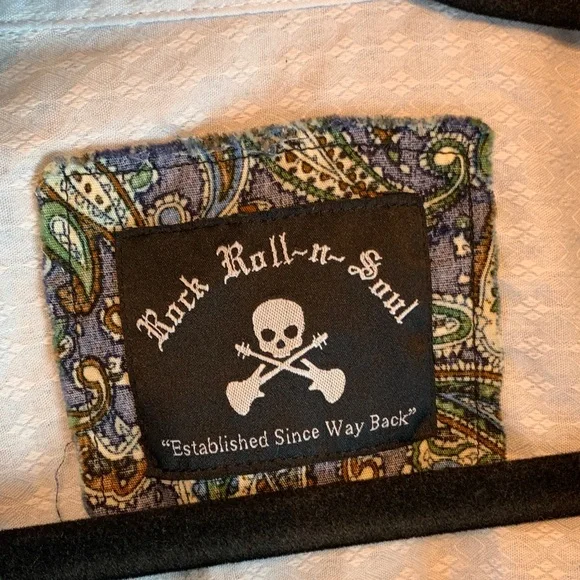 Rock Roll~n~Soul
"Established Since Way Back"